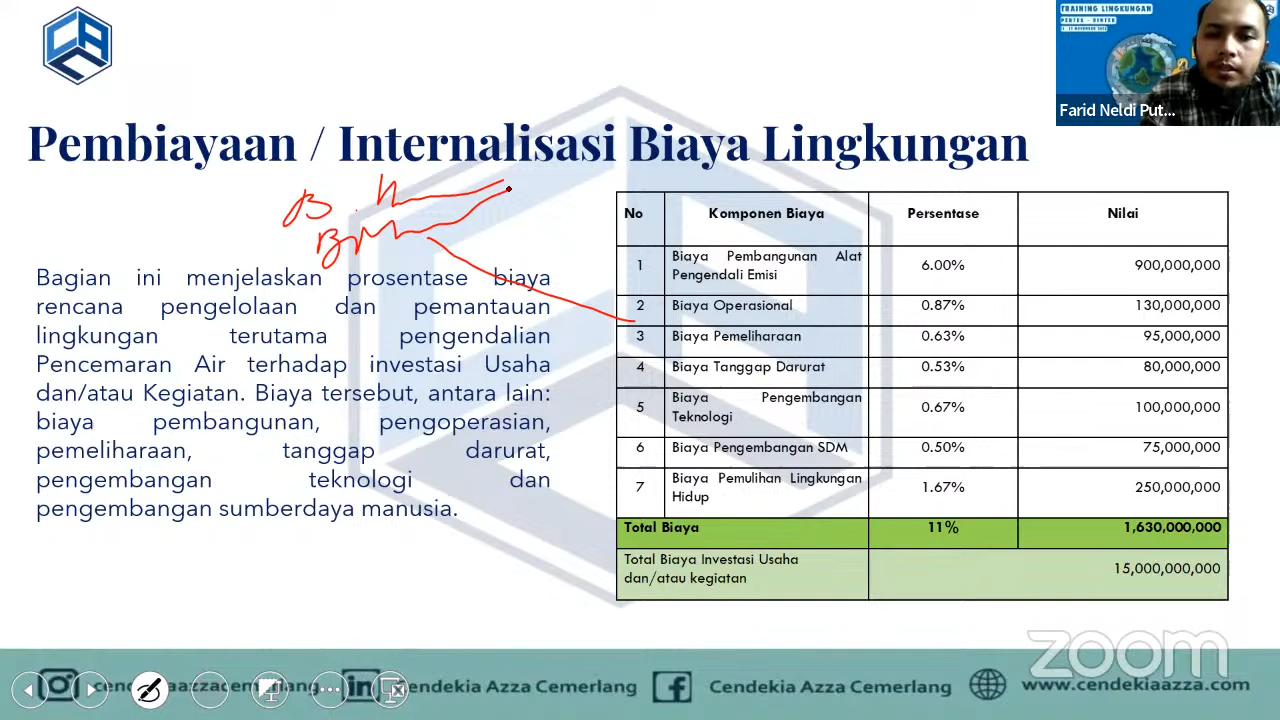 TRAINING LINGKUNGAN
PERTEK - RINTEK
Farid Neldi Put...
Pembiayaan / Internalisasi Biaya Lingkungan
Bagian ini menjelaskan prosentase biaya
rencana pengelolaan dan pemantauan
lingkungan terutama pengendalian
Pencemaran Air terhadap investasi Usaha
dan/atau Kegiatan. Biaya tersebut, antara lain:
biaya pembangunan, pengoperasian,
pemeliharaan, tanggap darurat,
pengembangan teknologi dan
pengembangan sumberdaya manusia.
No Komponen Biaya Persentase Nilai
1 Biaya Pembangunan Alat Pengendali Emisi 6.00% 900,000,000
2 Biaya Operasional 0.87% 130,000,000
3 Biaya Pemeliharaan 0.63% 95,000,000
4 Biaya Tanggap Darurat 0.53% 80,000,000
5 Biaya Pengembangan Teknologi 0.67% 100,000,000
6 Biaya Pengembangan SDM 0.50% 75,000,000
7 Biaya Pemulihan Lingkungan Hidup 1.67% 250,000,000
Total Biaya 11% 1,630,000,000
Total Biaya Investasi Usaha dan/atau kegiatan 15,000,000,000
zoom
cendekiaazzacemerlang
Cendekia Azza Cemerlang
Cendekia Azza Cemerlang
www.cendekiaazza.com